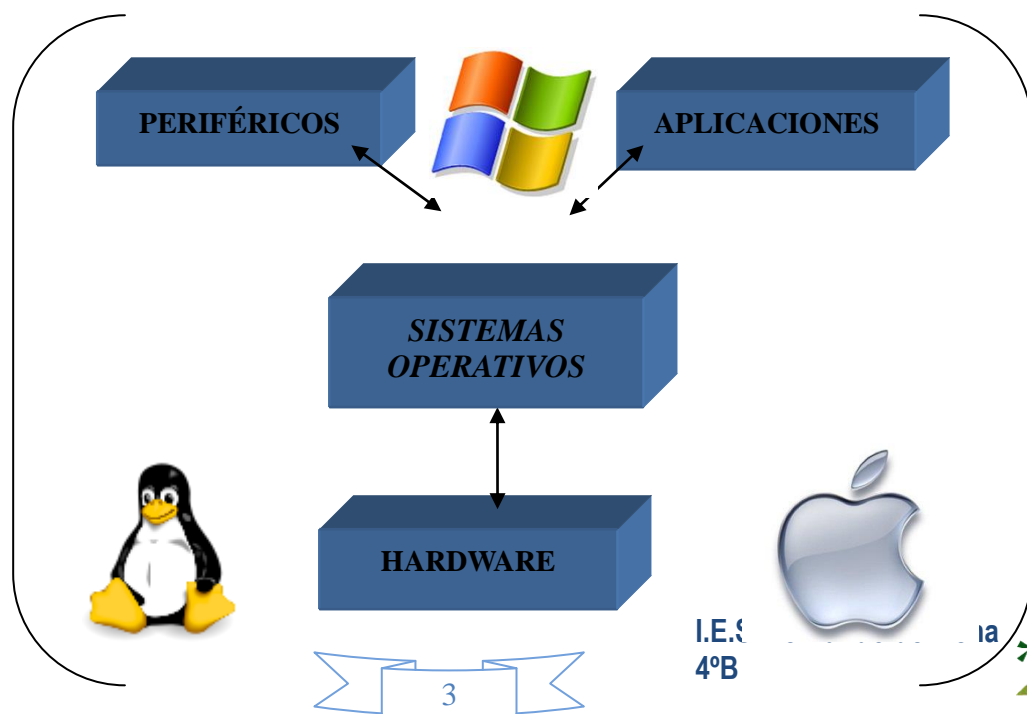 PERIFÉRICOS
APLICACIONES
SISTEMAS
OPERATIVOS
HARDWARE
4ºB
3